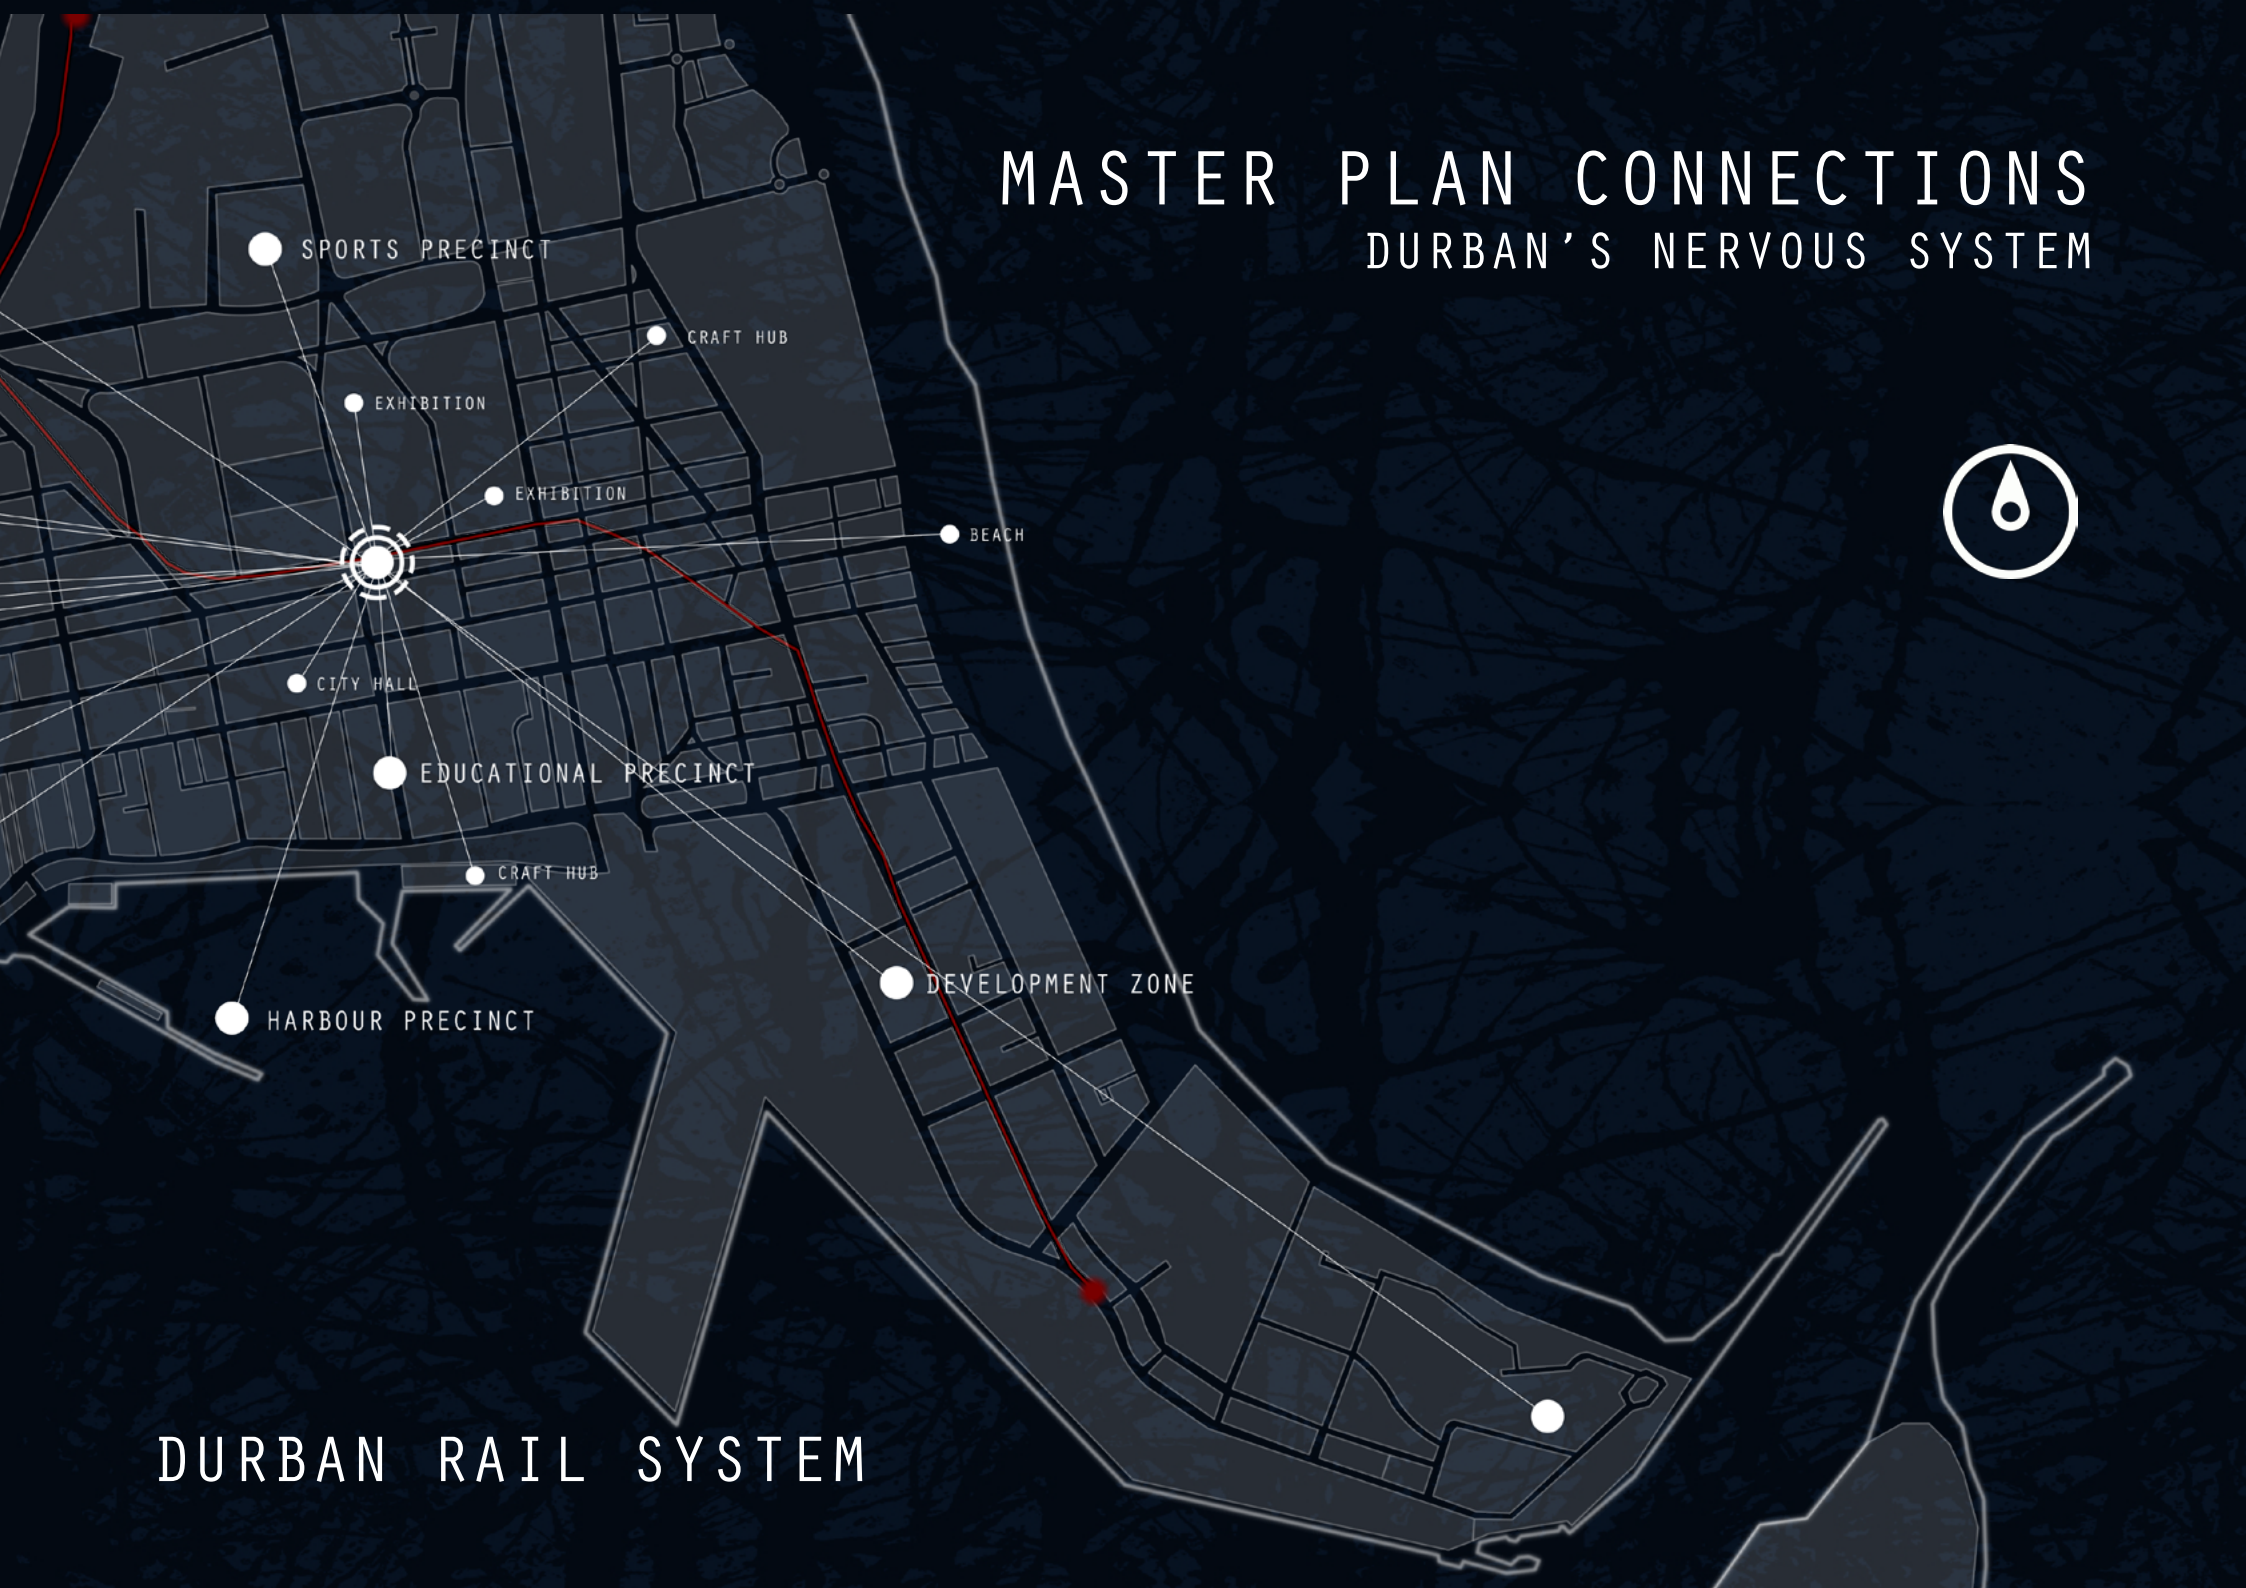 MASTER PLAN CONNECTIONS
DURBAN'S NERVOUS SYSTEM
SPORTS PRECINCT
CRAFT HUB
EXHIBITION
EXHIBITION
BEACH
CITY HALL
EDUCATIONAL PRECINCT
CRAFT HUB
DEVELOPMENT ZONE
HARBOUR PRECINCT
DURBAN RAIL SYSTEM